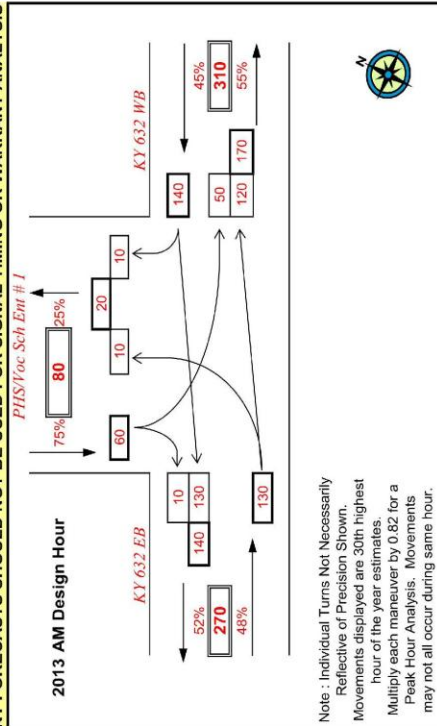 2013 AM Design Hour
PHS/Voc Sch Ent # 1
75%
80
25%
60
20
10
10
KY 632 EB
KY 632 WB
52%
270
48%
10
140
130
130
140
45%
310
55%
50
120
170
N
Note : Individual Turns Not Necessarily
Reflective of Precision Shown.
Movements displayed are 30th highest
hour of the year estimates.
Multiply each maneuver by 0.82 for a
Peak Hour Analysis. Movements
may not all occur during same hour.